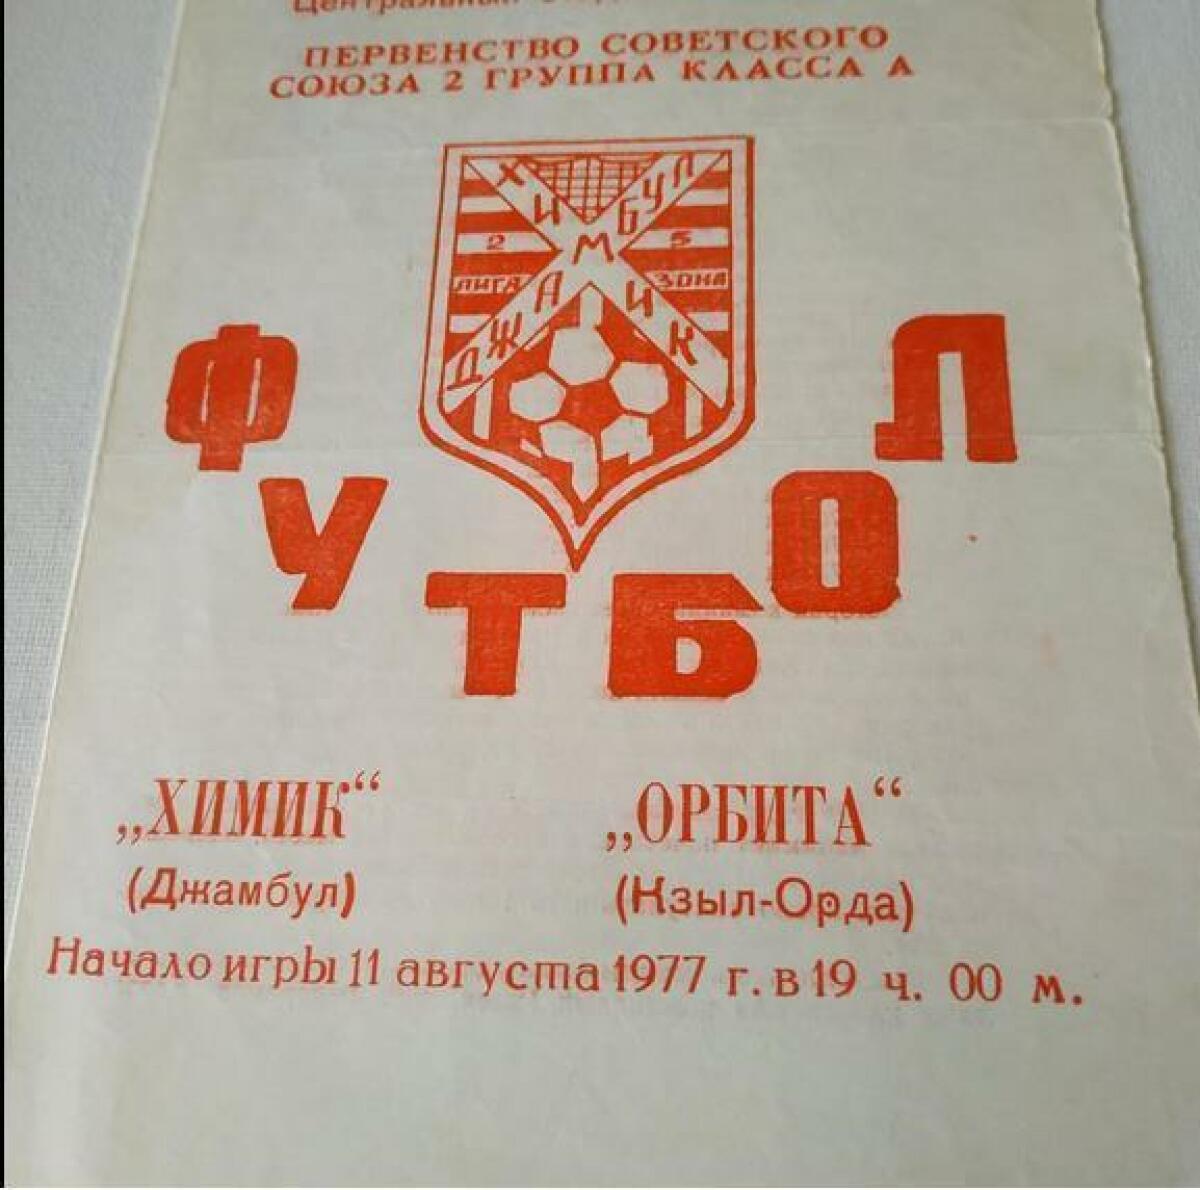 Центральный
ПЕРВЕНСТВО СОВЕТСКОГО
СОЮЗА 2 ГРУППА КЛАССА А
ХИМИК
ДЖАМБУЛ
2 5
ЛИГА ЗОНА
ФУТБОЛ
„ХИМИК“ „ОРБИТА“
(Джамбул) (Кзыл-Орда)
Начало игры 11 августа 1977 г. в 19 ч. 00 м.